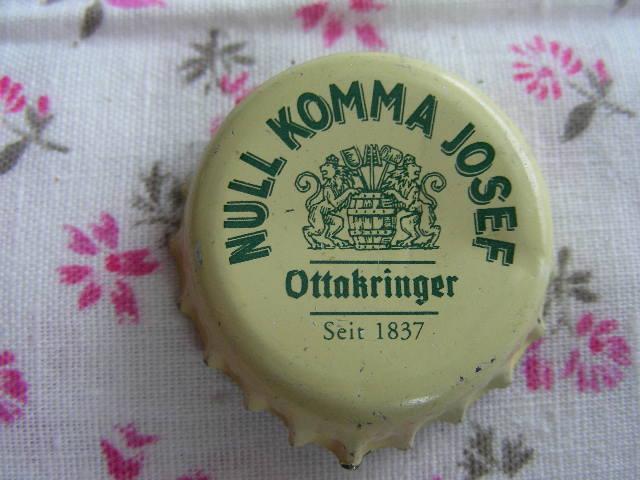 NULL KOMMA JOSEF
Ottakringer
Seit 1837